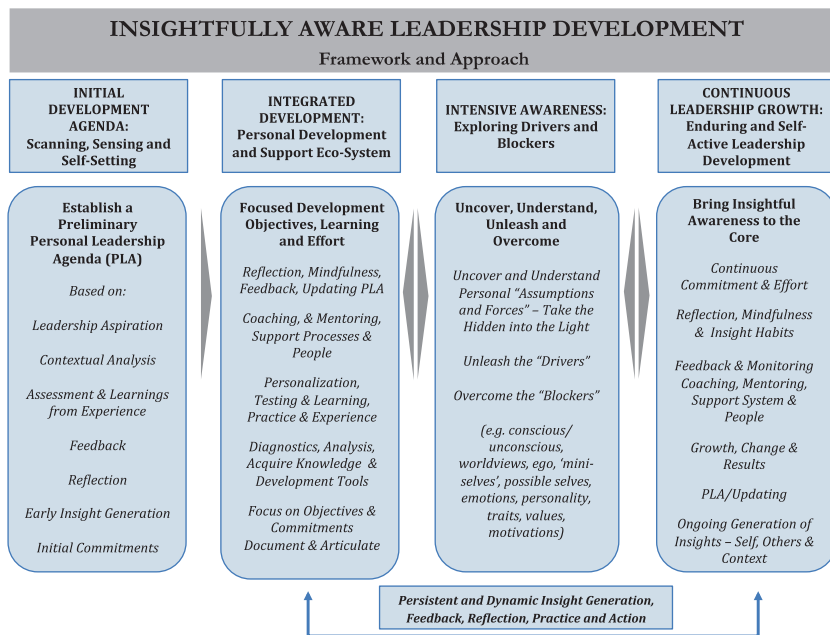 INSIGHTFULLY AWARE LEADERSHIP DEVELOPMENT
Framework and Approach
INITIAL
DEVELOPMENT
AGENDA:
Scanning, Sensing and
Self-Setting
INTEGRATED
DEVELOPMENT:
Personal Development
and Support Eco-System
INTENSIVE AWARENESS:
Exploring Drivers and
Blockers
CONTINUOUS
LEADERSHIP GROWTH:
Enduring and Self-
Active Leadership
Development
Establish a
Preliminary
Personal Leadership
Agenda (PLA)
Based on:
Leadership Aspiration
Contextual Analysis
Assessment & Learnings
from Experience
Feedback
Reflection
Early Insight Generation
Initial Commitments
Focused Development
Objectives, Learning
and Effort
Reflection, Mindfulness,
Feedback, Updating PLA
Coaching, & Mentoring,
Support Processes &
People
Personalization,
Testing & Learning,
Practice & Experience
Diagnostics, Analysis,
Acquire Knowledge &
Development Tools
Focus on Objectives &
Commitments
Document & Articulate
Uncover, Understand,
Unleash and
Overcome
Uncover and Understand
Personal “Assumptions
and Forces” – Take the
Hidden into the Light
Unleash the “Drivers”
Overcome the “Blockers”
(e.g. conscious/
unconscious,
worldviews, ego, ‘mini-
selves’, possible selves,
emotions, personality,
traits, values,
motivations)
Bring Insightful
Awareness to the
Core
Continuous
Commitment & Effort
Reflection, Mindfulness
& Insight Habits
Feedback & Monitoring
Coaching, Mentoring,
Support System &
People
Growth, Change &
Results
PLA/Updating
Ongoing Generation of
Insights – Self, Others &
Context
Persistent and Dynamic Insight Generation,
Feedback, Reflection, Practice and Action